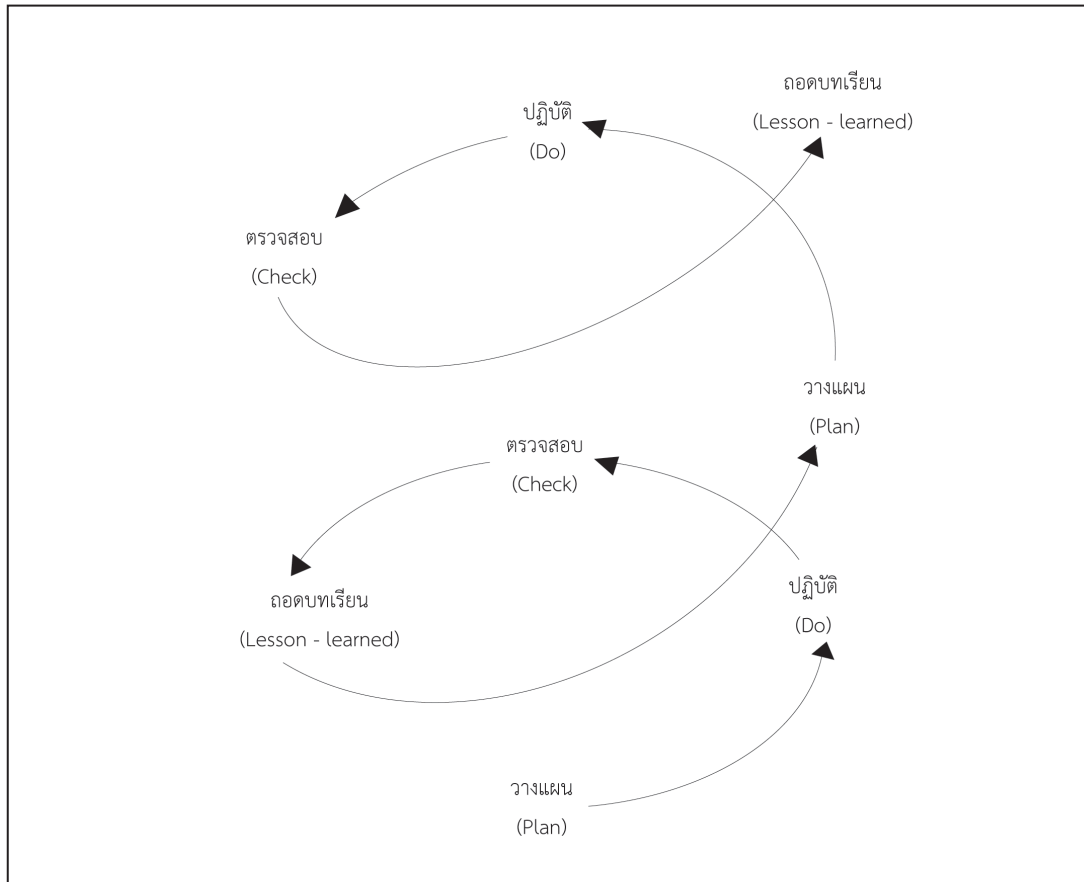 ถอดบทเรียน
(Lesson - learned)
ปฏิบัติ
(Do)
ตรวจสอบ
(Check)
วางแผน
(Plan)
ตรวจสอบ
(Check)
ปฏิบัติ
(Do)
ถอดบทเรียน
(Lesson - learned)
วางแผน
(Plan)